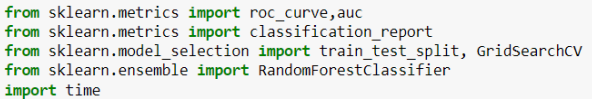 from sklearn.metrics import roc_curve,auc
from sklearn.metrics import classification_report
from sklearn.model_selection import train_test_split, GridSearchCV
from sklearn.ensemble import RandomForestClassifier
import time